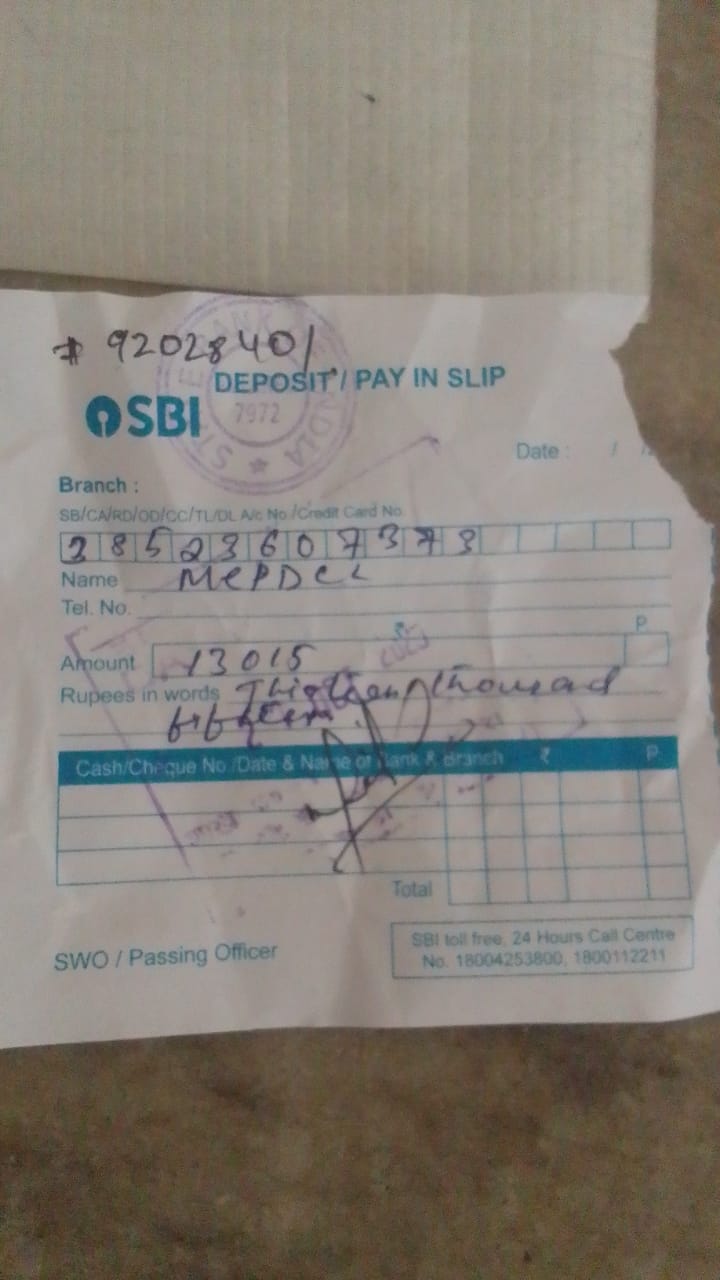 # 9202840/
DEPOSIT / PAY IN SLIP
SBI
7972
Date : / /
Branch :
SB/CA/RD/OD/CC/TL/DL A/c No./Credit Card No.
38523607373
Name MePDCL
Tel. No.
₹ P.
Amount 13015
Rupees in words Thirteen thousand
fifteen
Cash/Cheque No./Date & Name of Bank & Branch ₹ P.
Total
SWO / Passing Officer
SBI toll free, 24 Hours Call Centre
No. 18004253800, 1800112211